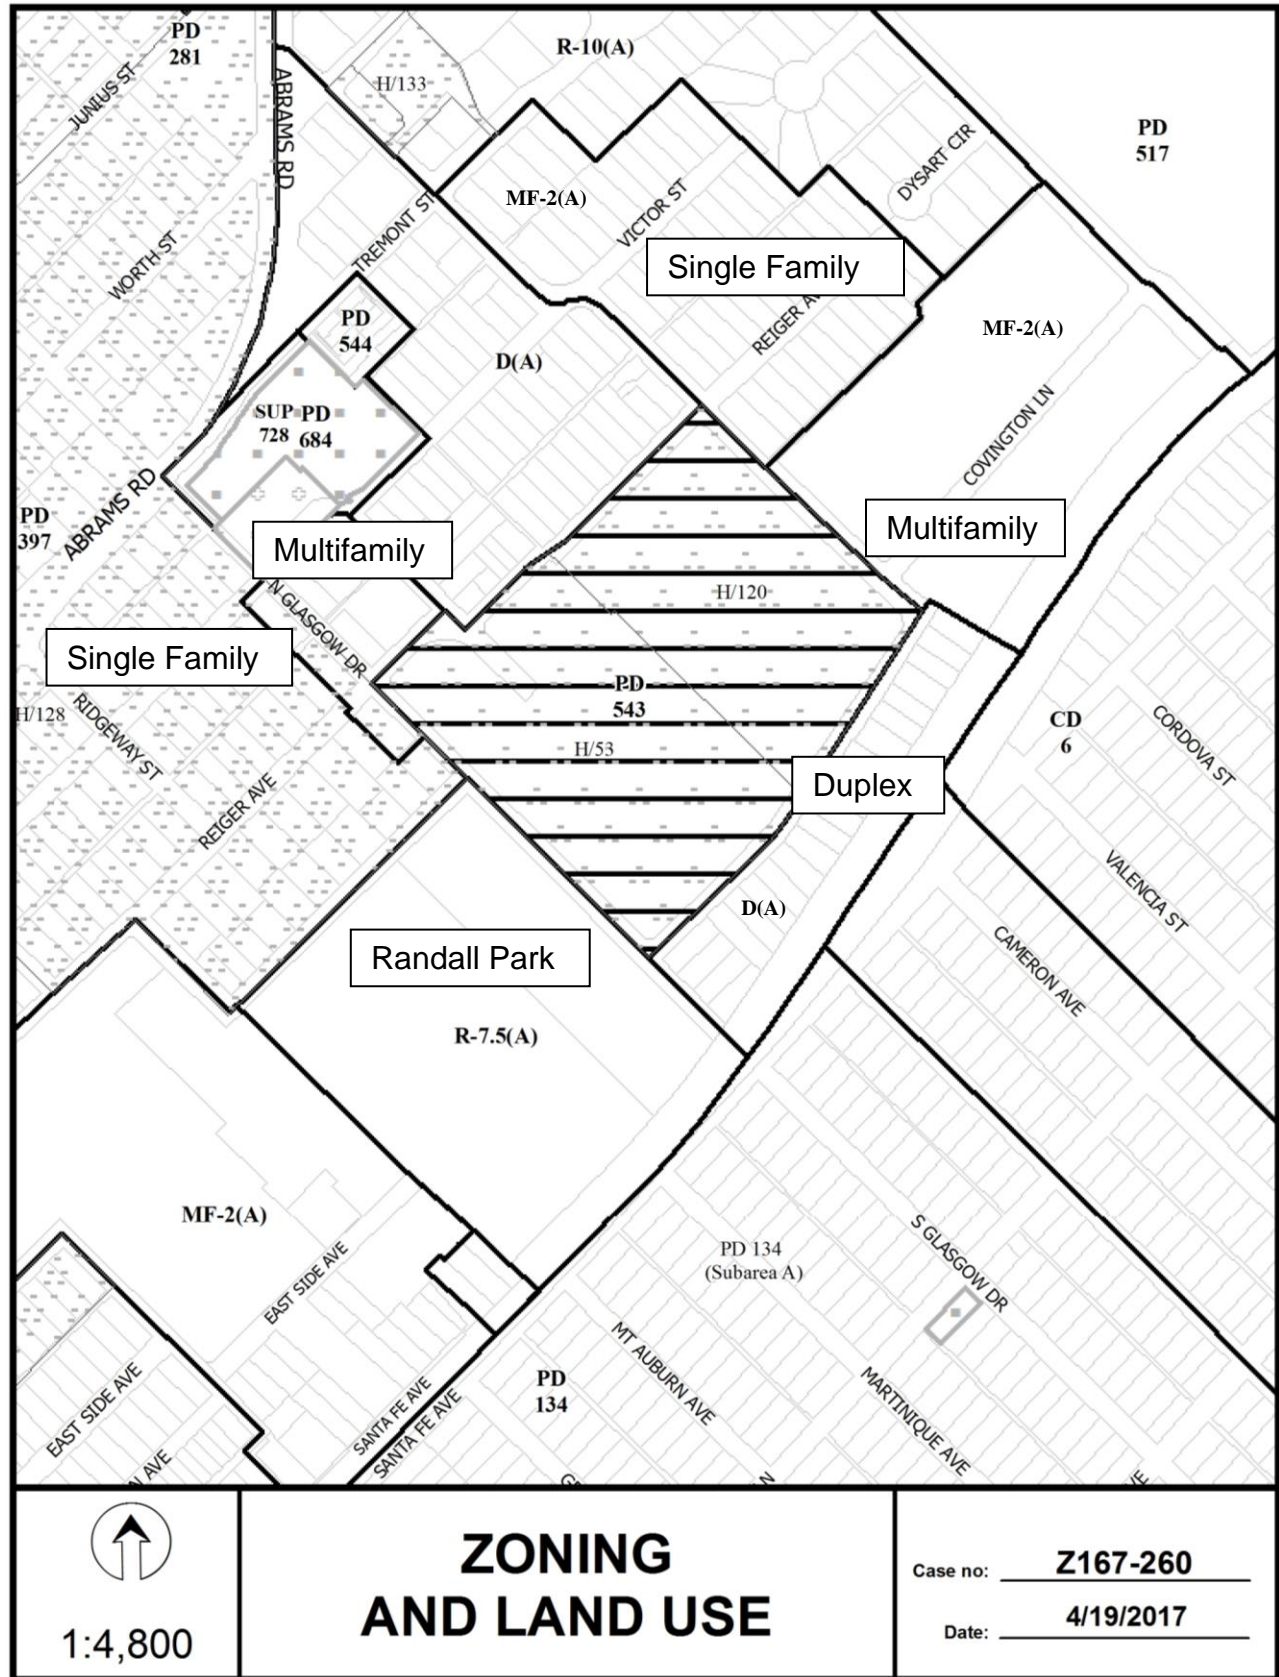 PD
281
R-10(A)
JUNIUS ST
ABRAMS RD
H/133
PD
517
DYSART CIR
MF-2(A)
VICTOR ST
TREMONT ST
WORTH ST
Single Family
REIGER
PD
544
MF-2(A)
D(A)
SUP
728
PD
684
COVINGTON LN
ABRAMS RD
PD
397
Multifamily
Multifamily
H/120
N GLASGOW DR
Single Family
PD
543
H/128
RIDGEWAY ST
CD
6
CORDOVA ST
H/53
Duplex
REIGER AVE
VALENCIA ST
D(A)
Randall Park
CAMERON AVE
R-7.5(A)
MF-2(A)
S GLASGOW DR
PD 134
(Subarea A)
EAST SIDE AVE
MT AUBURN AVE
PD
134
MARTINIQUE AVE
EAST SIDE AVE
SANTA FE AVE
SANTA FE AVE
AVE
1:4,800
ZONING
AND LAND USE
Case no: Z167-260
Date: 4/19/2017